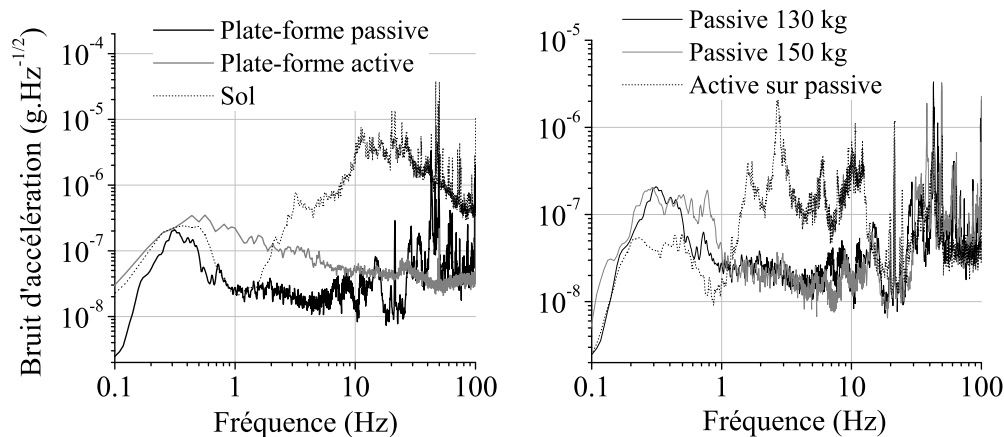 Plate-forme passive
Plate-forme active
Sol
Bruit d'accélération (g.Hz^-1/2)
10^-4
10^-5
10^-6
10^-7
10^-8
0.1 1 10 100
Fréquence (Hz)
Passive 130 kg
Passive 150 kg
Active sur passive
10^-5
10^-6
10^-7
10^-8
0.1 1 10 100
Fréquence (Hz)